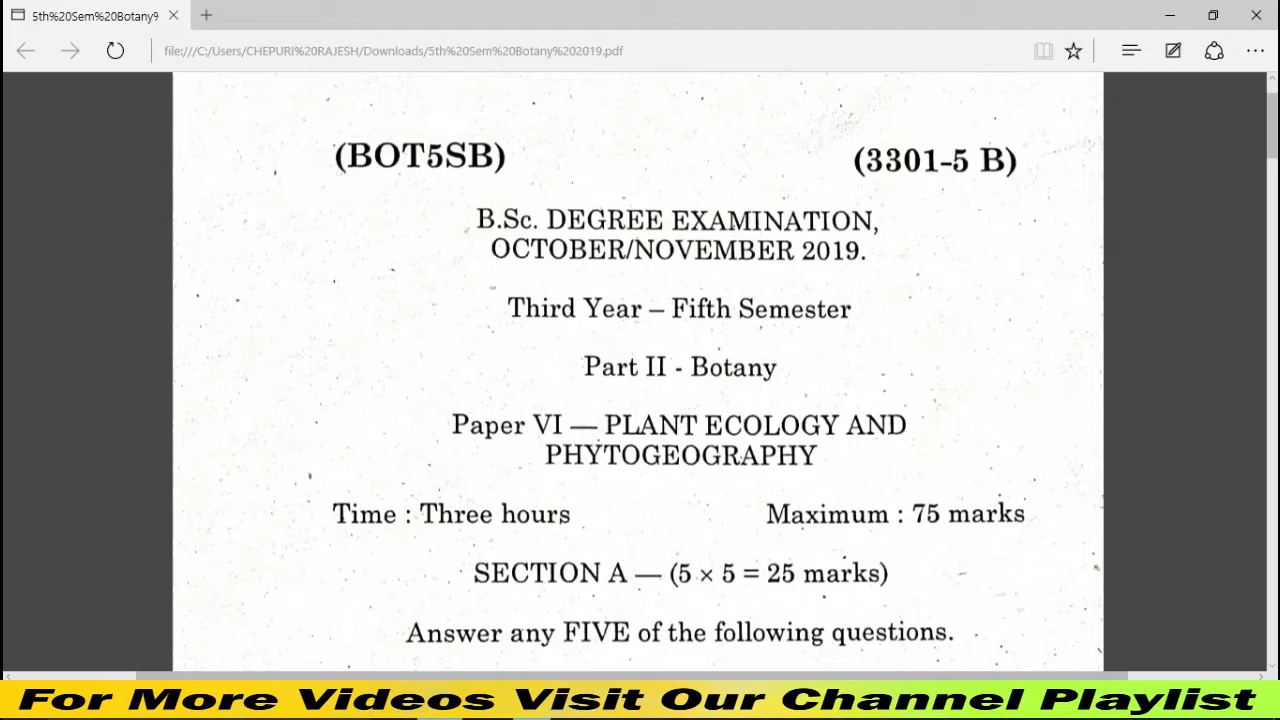 5th%20Sem%20Botany%
file:///C:/Users/CHEPURI%20RAJESH/Downloads/5th%20Sem%20Botany%202019.pdf
(BOT5SB) (3301-5 B)
B.Sc. DEGREE EXAMINATION,
OCTOBER/NOVEMBER 2019.
Third Year – Fifth Semester
Part II - Botany
Paper VI — PLANT ECOLOGY AND
PHYTOGEOGRAPHY
Time : Three hours Maximum : 75 marks
SECTION A — (5 × 5 = 25 marks)
Answer any FIVE of the following questions.
For More Videos Visit Our Channel Playlist